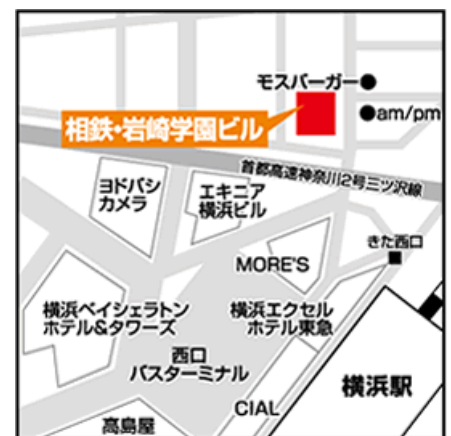 モスバーガー
am/pm
相鉄・岩崎学園ビル
首都高速神奈川2号三ツ沢線
ヨドバシ
カメラ
エキニア
横浜ビル
きた西口
MORE'S
横浜ベイシェラトン
ホテル&タワーズ
横浜エクセル
ホテル東急
西口
バスターミナル
横浜駅
CIAL
高島屋